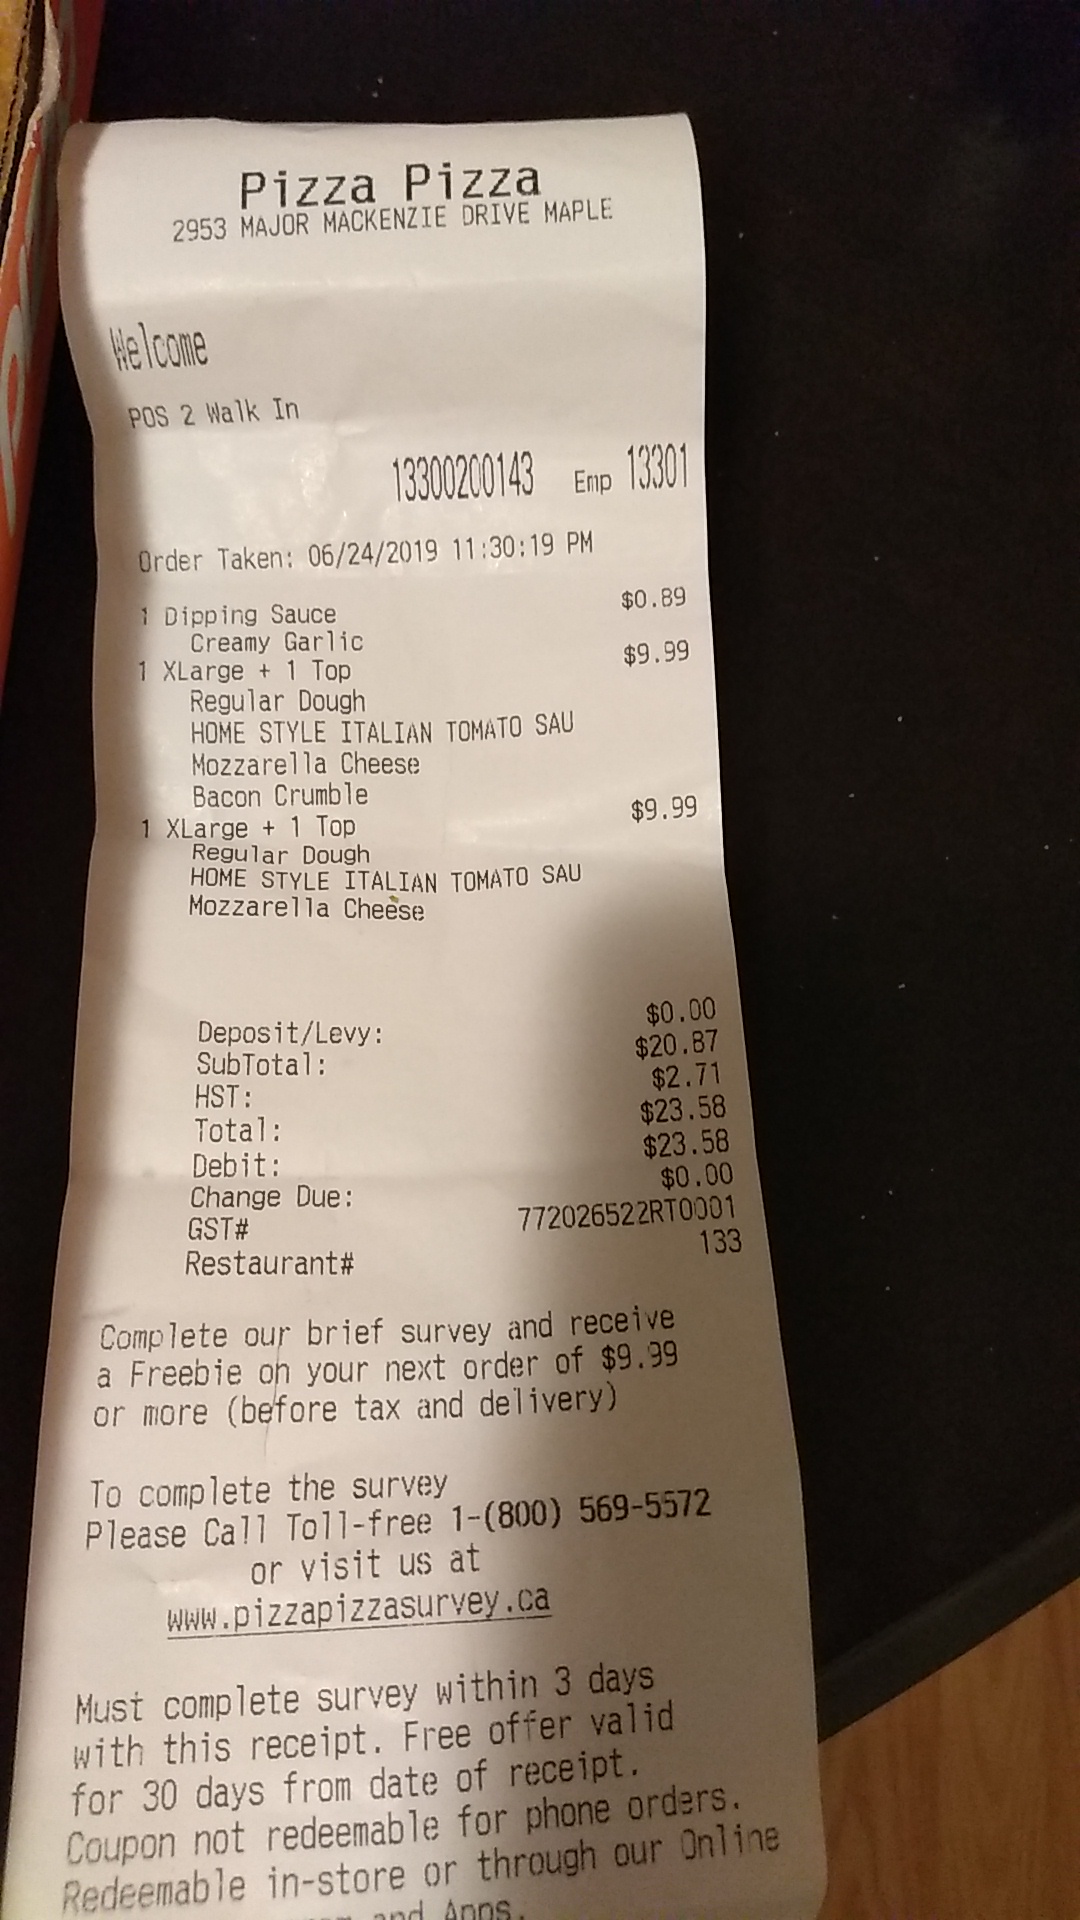 Pizza Pizza
2953 MAJOR MACKENZIE DRIVE MAPLE
Welcome
POS 2 Walk In
13300200143 Emp 13301
Order Taken: 06/24/2019 11:30:19 PM
1 Dipping Sauce $0.89
Creamy Garlic
1 XLarge + 1 Top $9.99
Regular Dough
HOME STYLE ITALIAN TOMATO SAU
Mozzarella Cheese
Bacon Crumble
1 XLarge + 1 Top $9.99
Regular Dough
HOME STYLE ITALIAN TOMATO SAU
Mozzarella Cheese
Deposit/Levy: $0.00
SubTotal: $20.87
HST: $2.71
Total: $23.58
Debit: $23.58
Change Due: $0.00
GST# 772026522RT0001
Restaurant# 133
Complete our brief survey and receive
a Freebie on your next order of $9.99
or more (before tax and delivery)
To complete the survey
Please Call Toll-free 1-(800) 569-5572
or visit us at
www.pizzapizzasurvey.ca
Must complete survey within 3 days
with this receipt. Free offer valid
for 30 days from date of receipt.
Coupon not redeemable for phone orders.
Redeemable in-store or through our Online
and Apps.